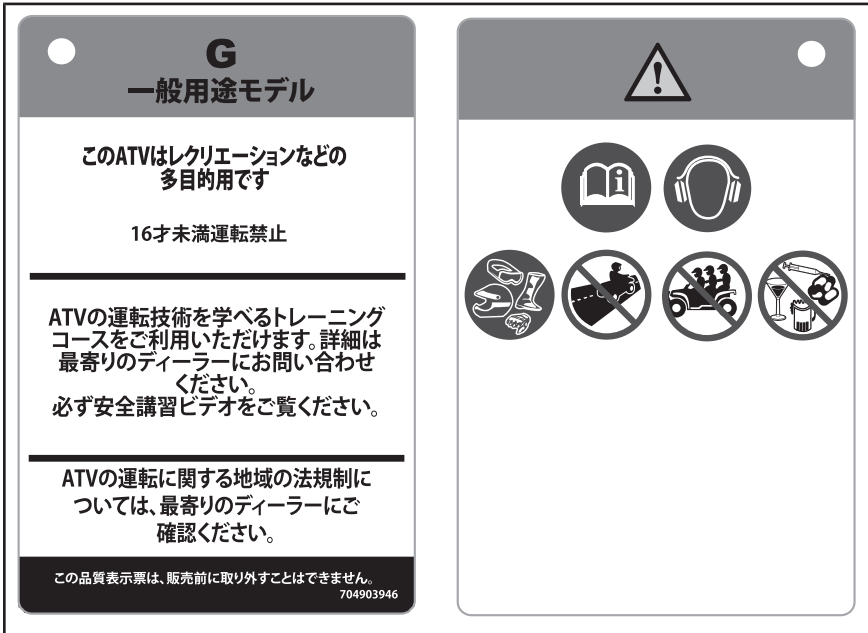 G
一般用途モデル
このATVはレクリエーションなどの
多目的用です
16才未満運転禁止
ATVの運転技術を学べるトレーニング
コースをご利用いただけます。詳細は
最寄りのディーラーにお問い合わせ
ください。
必ず安全講習ビデオをご覧ください。
ATVの運転に関する地域の法規制に
ついては、最寄りのディーラーにご
確認ください。
この品質表示票は、販売前に取り外すことはできません。
704903946